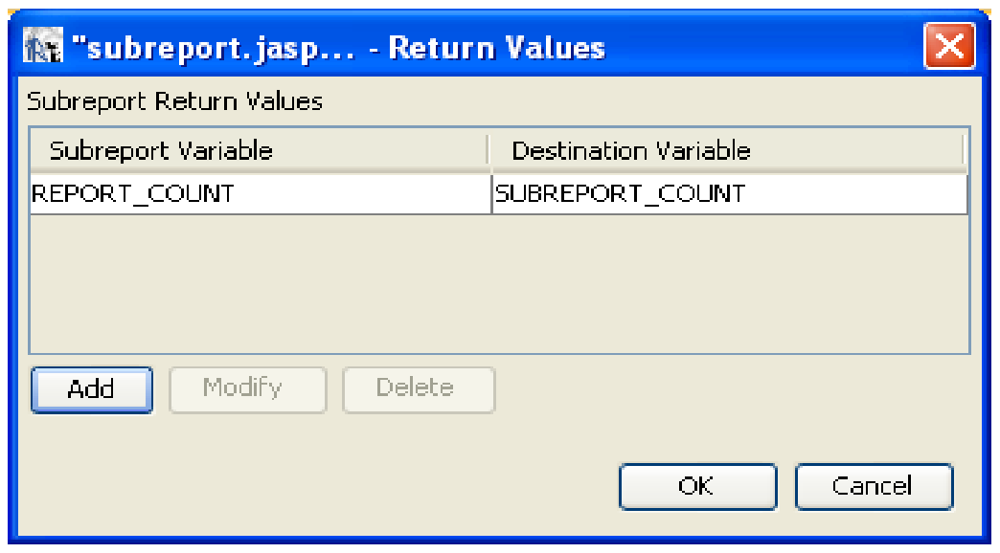 "subreport.jasp... - Return Values
Subreport Return Values
Subreport Variable Destination Variable
REPORT_COUNT SUBREPORT_COUNT
Add Modify Delete
OK Cancel